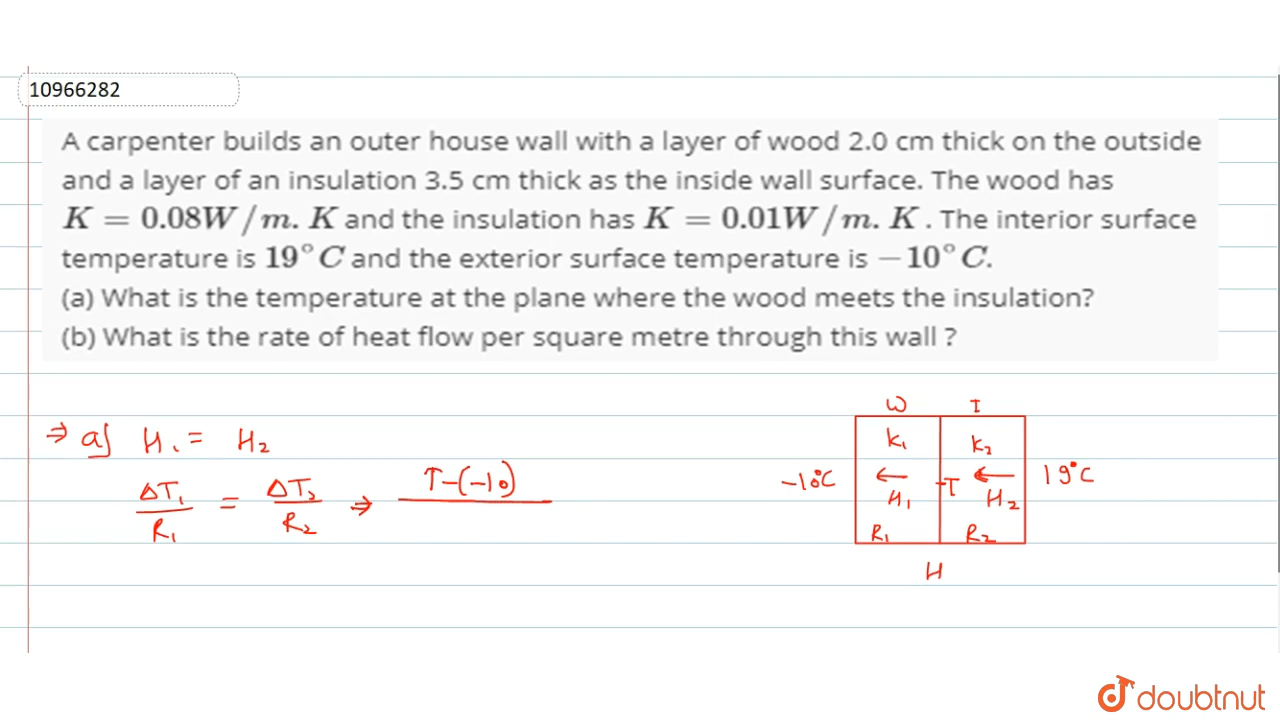 10966282
A carpenter builds an outer house wall with a layer of wood 2.0 cm thick on the outside
and a layer of an insulation 3.5 cm thick as the inside wall surface. The wood has
K = 0.08W/m. K and the insulation has K = 0.01W/m. K. The interior surface
temperature is 19°C and the exterior surface temperature is −10°C.
(a) What is the temperature at the plane where the wood meets the insulation?
(b) What is the rate of heat flow per square metre through this wall ?
W I
⇒ a) H₁ = H₂
K₁ K₂
-10°C ← ← 19°C
H₁ T H₂
R₁ R₂
ΔT₁/R₁ = ΔT₂/R₂ ⇒ T-(-10)
H
doubtnut